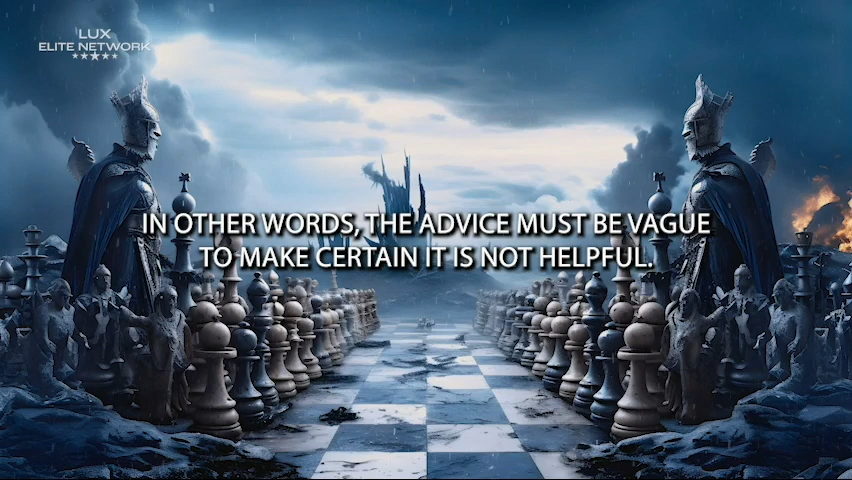 LUX
ELITE NETWORK
IN OTHER WORDS, THE ADVICE MUST BE VAGUE
TO MAKE CERTAIN IT IS NOT HELPFUL.